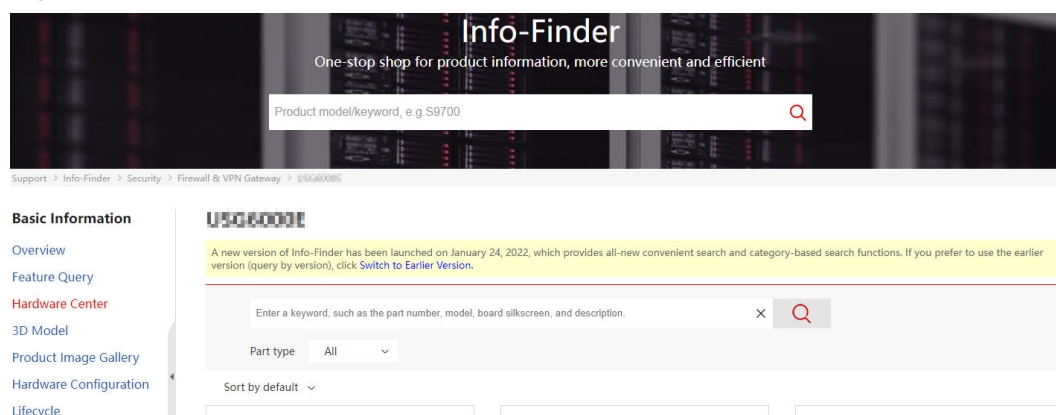 Info-Finder
One-stop shop for product information, more convenient and efficient
Product model/keyword, e.g.S9700
Support > Info-Finder > Security > Firewall & VPN Gateway >
Basic Information
Overview
Feature Query
Hardware Center
3D Model
Product Image Gallery
Hardware Configuration
Lifecycle
A new version of Info-Finder has been launched on January 24, 2022, which provides all-new convenient search and category-based search functions. If you prefer to use the earlier
version (query by version), click Switch to Earlier Version.
Enter a keyword, such as the part number, model, board silkscreen, and description.
Part type All
Sort by default